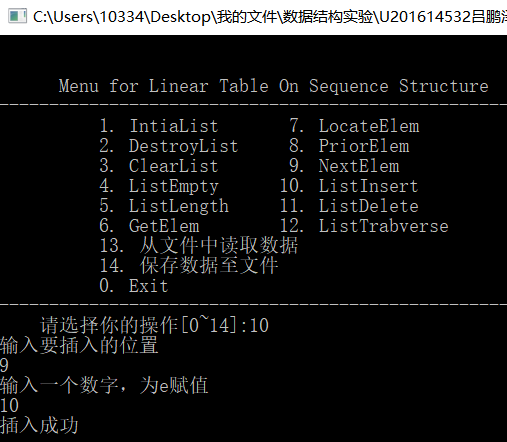 C:\Users\10334\Desktop\我的文件\数据结构实验\U201614532吕鹏泽
Menu for Linear Table On Sequence Structure
1. IntiaList 7. LocateElem
2. DestroyList 8. PriorElem
3. ClearList 9. NextElem
4. ListEmpty 10. ListInsert
5. ListLength 11. ListDelete
6. GetElem 12. ListTrabverse
13. 从文件中读取数据
14. 保存数据至文件
0. Exit
请选择你的操作[0~14]:10
输入要插入的位置
9
输入一个数字，为e赋值
10
插入成功